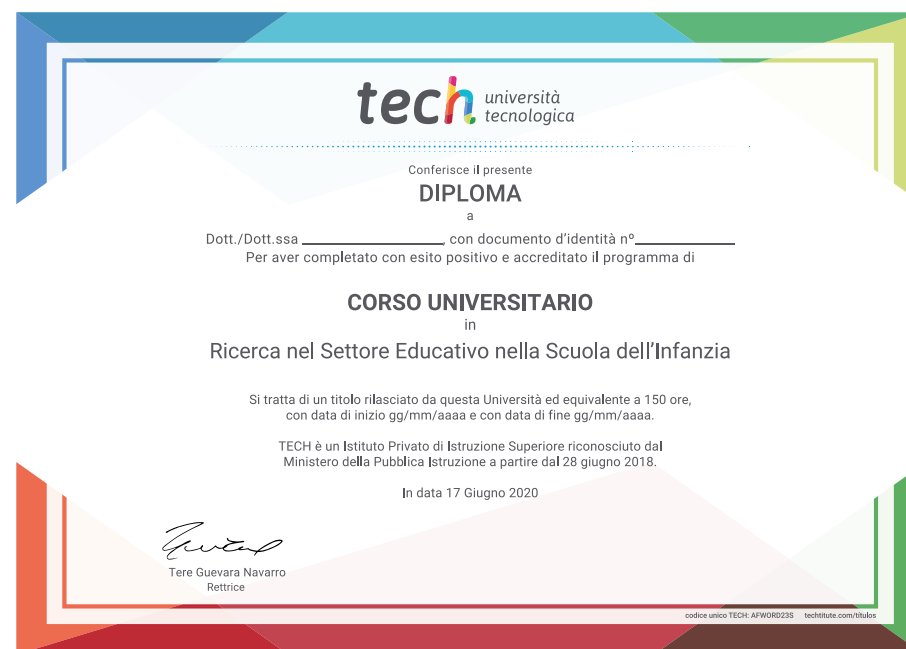 tech università
tecnologica
Conferisce il presente
DIPLOMA
a
Dott./Dott.ssa ____________________, con documento d'identità nº______________
Per aver completato con esito positivo e accreditato il programma di
CORSO UNIVERSITARIO
in
Ricerca nel Settore Educativo nella Scuola dell'Infanzia
Si tratta di un titolo rilasciato da questa Università ed equivalente a 150 ore,
con data di inizio gg/mm/aaaa e con data di fine gg/mm/aaaa.
TECH è un Istituto Privato di Istruzione Superiore riconosciuto dal
Ministero della Pubblica Istruzione a partire dal 28 giugno 2018.
In data 17 Giugno 2020
Tere Guevara Navarro
Rettrice
codice unico TECH: AFWORD23S techtitute.com/titulos